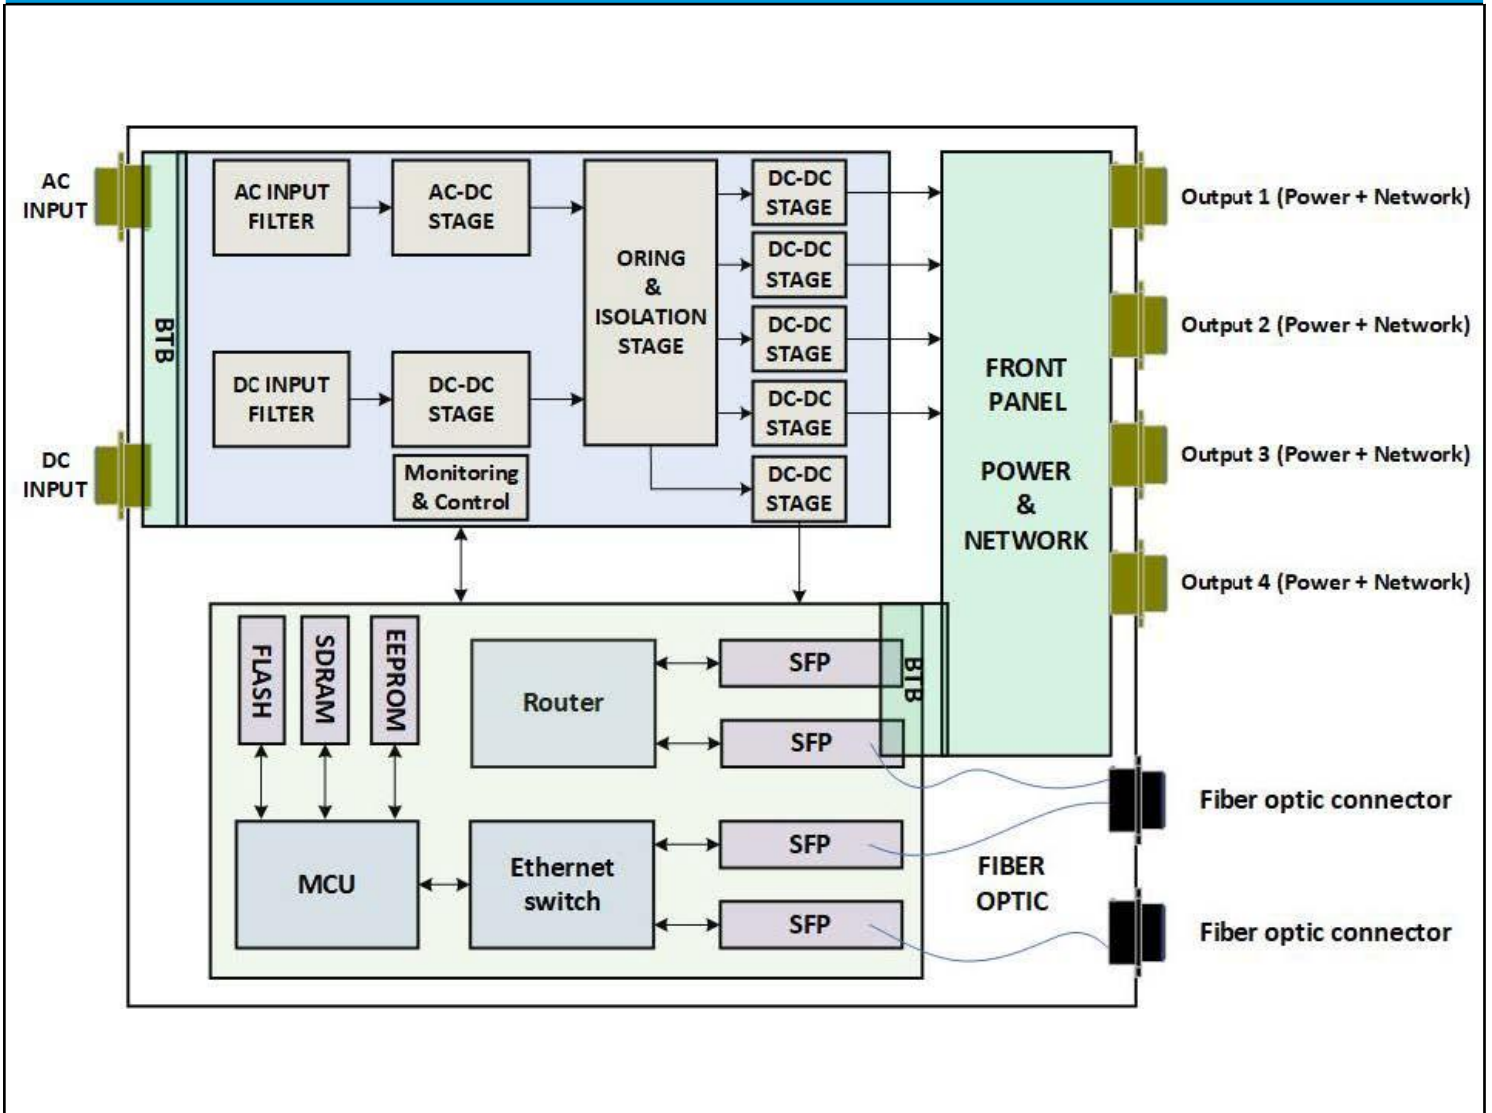 AC
INPUT
DC
INPUT
BTB
AC INPUT
FILTER
AC-DC
STAGE
DC INPUT
FILTER
DC-DC
STAGE
Monitoring
& Control
ORING
&
ISOLATION
STAGE
DC-DC
STAGE
DC-DC
STAGE
DC-DC
STAGE
DC-DC
STAGE
DC-DC
STAGE
FRONT
PANEL
POWER
&
NETWORK
Output 1 (Power + Network)
Output 2 (Power + Network)
Output 3 (Power + Network)
Output 4 (Power + Network)
FLASH
SDRAM
EEPROM
Router
SFP
SFP
BTB
MCU
Ethernet
switch
SFP
SFP
FIBER
OPTIC
Fiber optic connector
Fiber optic connector